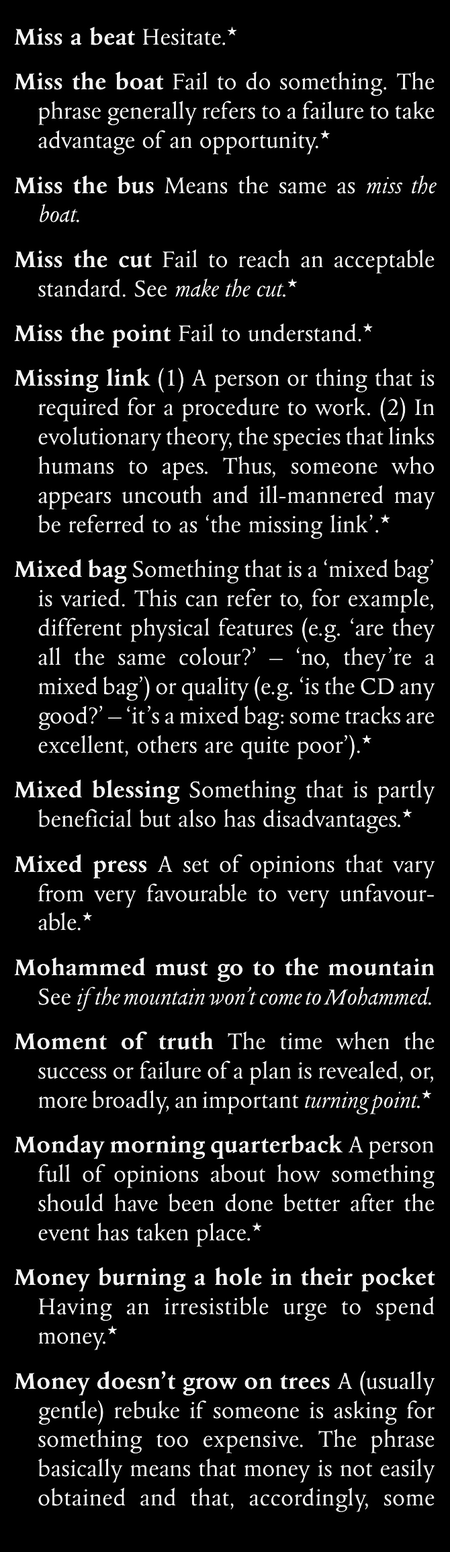 Miss a beat Hesitate.★
Miss the boat Fail to do something. The
phrase generally refers to a failure to take
advantage of an opportunity.★
Miss the bus Means the same as miss the
boat.
Miss the cut Fail to reach an acceptable
standard. See make the cut.★
Miss the point Fail to understand.★
Missing link (1) A person or thing that is
required for a procedure to work. (2) In
evolutionary theory, the species that links
humans to apes. Thus, someone who
appears uncouth and ill-mannered may
be referred to as ‘the missing link’.★
Mixed bag Something that is a ‘mixed bag’
is varied. This can refer to, for example,
different physical features (e.g. ‘are they
all the same colour?’ – ‘no, they’re a
mixed bag’) or quality (e.g. ‘is the CD any
good?’ – ‘it’s a mixed bag: some tracks are
excellent, others are quite poor’).★
Mixed blessing Something that is partly
beneficial but also has disadvantages.★
Mixed press A set of opinions that vary
from very favourable to very unfavour-
able.★
Mohammed must go to the mountain
See if the mountain won’t come to Mohammed.
Moment of truth The time when the
success or failure of a plan is revealed, or,
more broadly, an important turning point.★
Monday morning quarterback A person
full of opinions about how something
should have been done better after the
event has taken place.★
Money burning a hole in their pocket
Having an irresistible urge to spend
money.★
Money doesn’t grow on trees A (usually
gentle) rebuke if someone is asking for
something too expensive. The phrase
basically means that money is not easily
obtained and that, accordingly, some